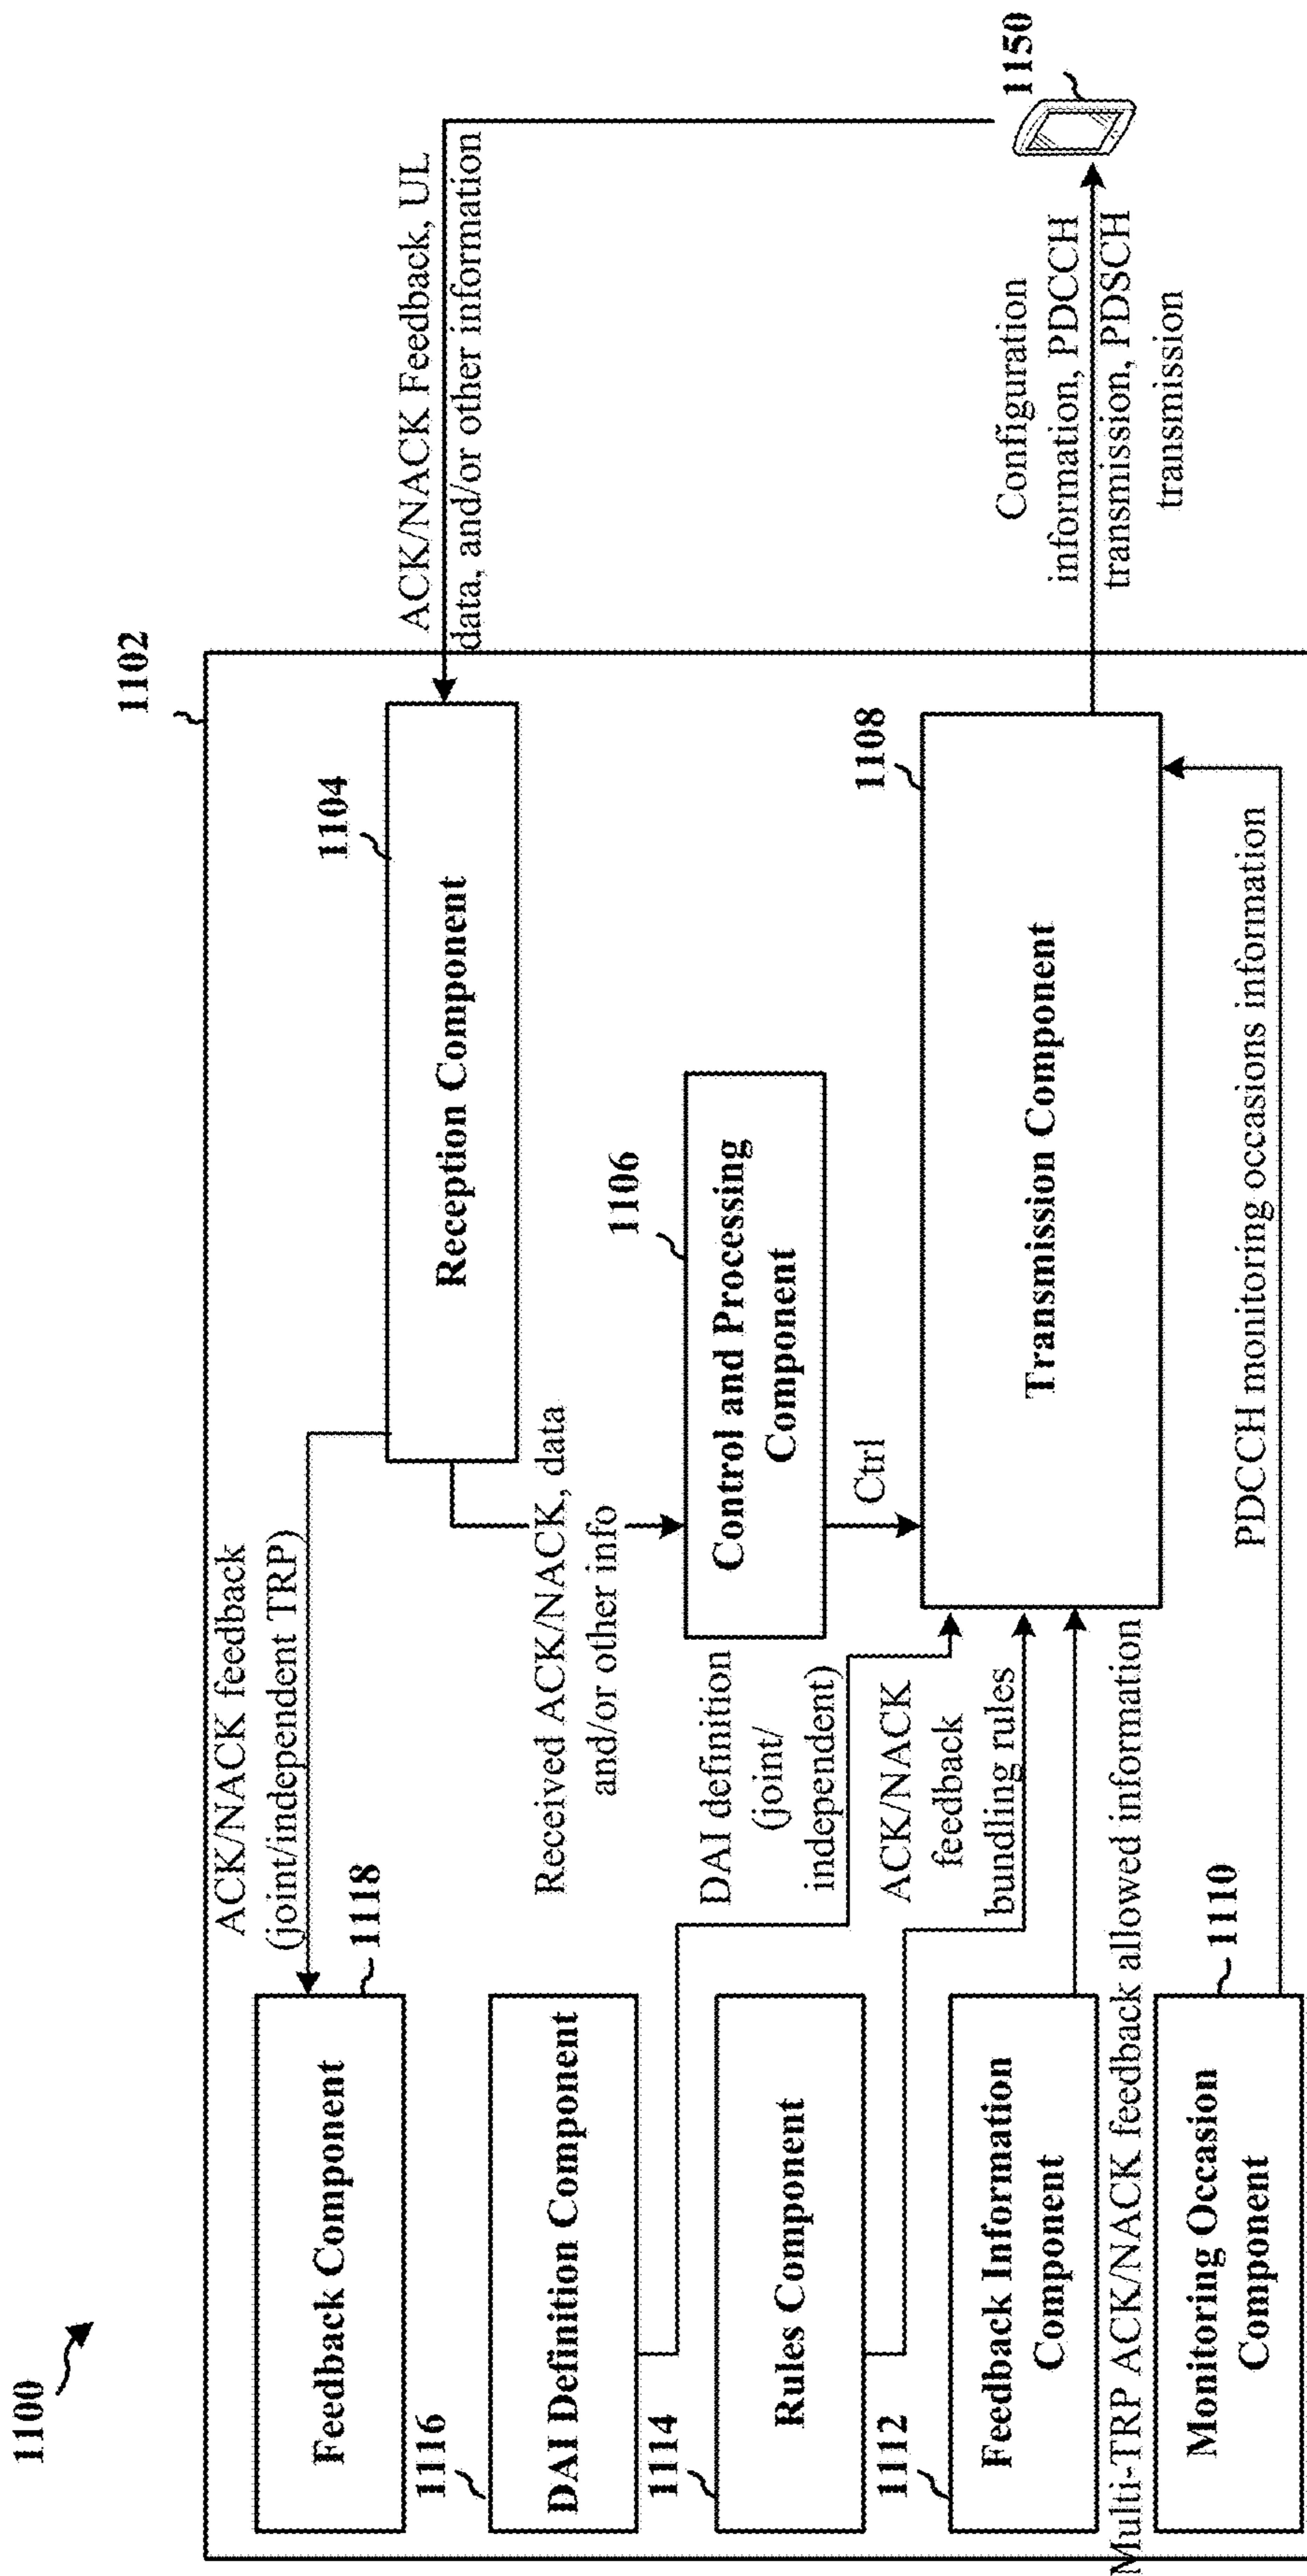 1100
1102
ACK/NACK feedback
(joint/independent TRP)
1118
Feedback Component
1104
Reception Component
ACK/NACK Feedback, UL
data, and/or other information
1150
Received ACK/NACK, data
and/or other info
1116
DAI Definition Component
1106
Control and Processing
Component
DAI definition
(joint/
independent)
Ctrl
1114
Rules Component
ACK/NACK
feedback
bundling rules
1108
Transmission Component
Configuration
information, PDCCH
transmission, PDSCH
transmission
1112
Feedback Information
Component
Multi-TRP ACK/NACK feedback allowed information
1110
Monitoring Occasion
Component
PDCCH monitoring occasions information